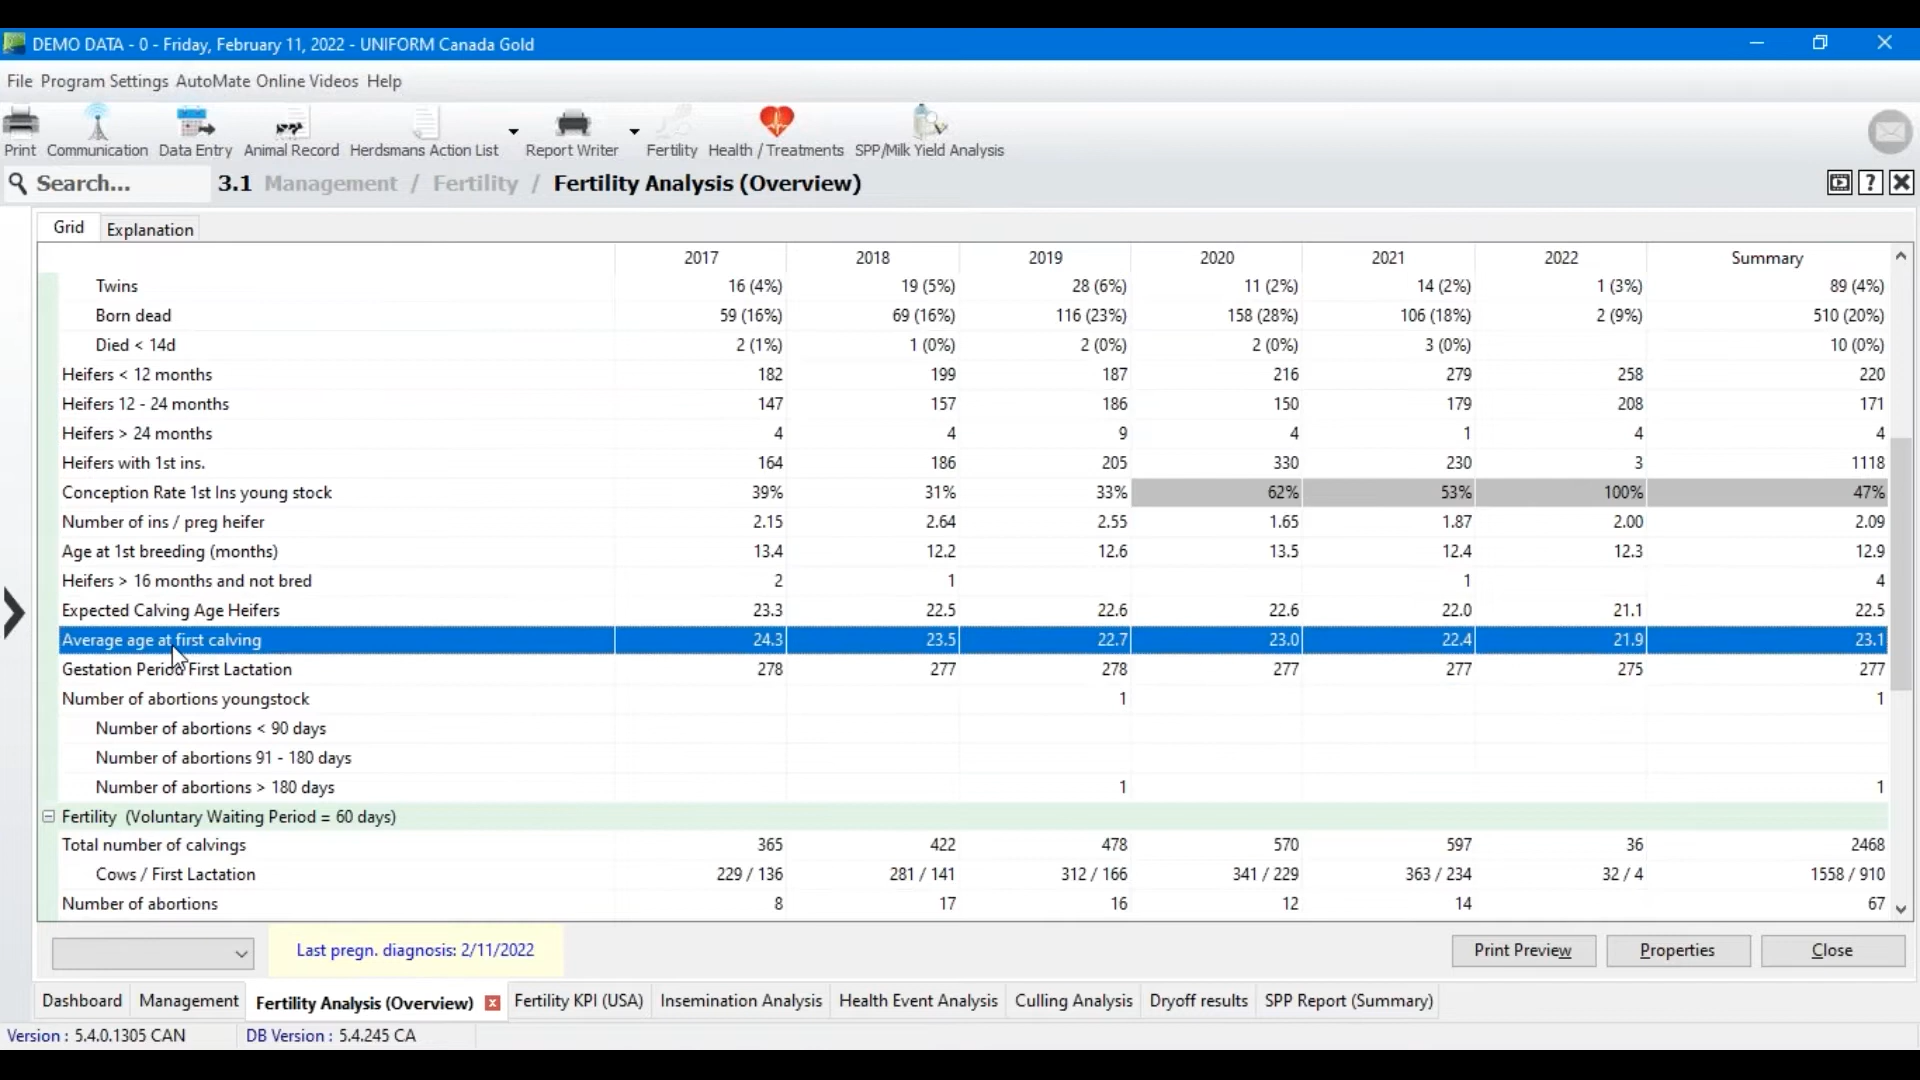 DEMO DATA - 0 - Friday, February 11, 2022 - UNIFORM Canada Gold
File Program Settings AutoMate Online Videos Help
Print Communication Data Entry Animal Record Herdsmans Action List Report Writer Fertility Health / Treatments SPP/Milk Yield Analysis
Search... 3.1 Management / Fertility / Fertility Analysis (Overview)
Grid Explanation
2017 2018 2019 2020 2021 2022 Summary
Twins 16 (4%) 19 (5%) 28 (6%) 11 (2%) 14 (2%) 1 (3%) 89 (4%)
Born dead 59 (16%) 69 (16%) 116 (23%) 158 (28%) 106 (18%) 2 (9%) 510 (20%)
Died < 14d 2 (1%) 1 (0%) 2 (0%) 2 (0%) 3 (0%) 10 (0%)
Heifers < 12 months 182 199 187 216 279 258 220
Heifers 12 - 24 months 147 157 186 150 179 208 171
Heifers > 24 months 4 4 9 4 1 4 4
Heifers with 1st ins. 164 186 205 330 230 3 1118
Conception Rate 1st Ins young stock 39% 31% 33% 62% 53% 100% 47%
Number of ins / preg heifer 2.15 2.64 2.55 1.65 1.87 2.00 2.09
Age at 1st breeding (months) 13.4 12.2 12.6 13.5 12.4 12.3 12.9
Heifers > 16 months and not bred 2 1 1 4
Expected Calving Age Heifers 23.3 22.5 22.6 22.6 22.0 21.1 22.5
Average age at first calving 24.3 23.5 22.7 23.0 22.4 21.9 23.1
Gestation Period First Lactation 278 277 278 277 277 275 277
Number of abortions youngstock 1 1
Number of abortions < 90 days
Number of abortions 91 - 180 days
Number of abortions > 180 days 1 1
Fertility (Voluntary Waiting Period = 60 days)
Total number of calvings 365 422 478 570 597 36 2468
Cows / First Lactation 229 / 136 281 / 141 312 / 166 341 / 229 363 / 234 32 / 4 1558 / 910
Number of abortions 8 17 16 12 14 67
Last pregn. diagnosis: 2/11/2022 Print Preview Properties Close
Dashboard Management Fertility Analysis (Overview) Fertility KPI (USA) Insemination Analysis Health Event Analysis Culling Analysis Dryoff results SPP Report (Summary)
Version : 5.4.0.1305 CAN DB Version : 5.4.245 CA